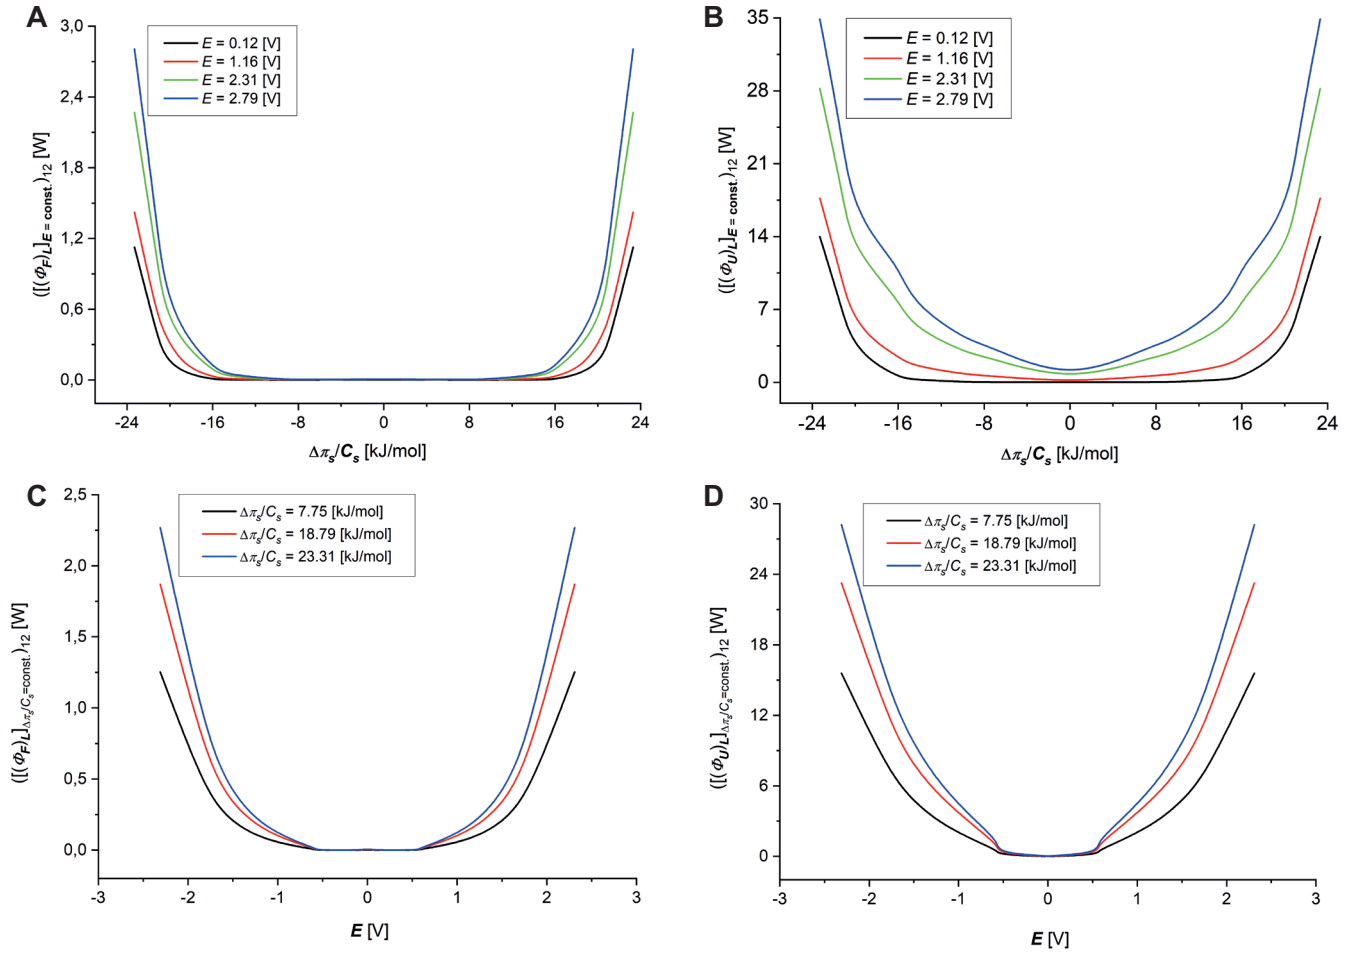 A
3,0
2,4
1,8
1,2
0,6
0,0
([(Φ_F)_L]_E = const.)_12 [W]
E = 0.12 [V]
E = 1.16 [V]
E = 2.31 [V]
E = 2.79 [V]
-24 -16 -8 0 8 16 24
Δπ_s/C_s [kJ/mol]
B
35
28
21
14
7
0
([(Φ_U)_L]_E = const.)_12 [W]
E = 0.12 [V]
E = 1.16 [V]
E = 2.31 [V]
E = 2.79 [V]
-24 -16 -8 0 8 16 24
Δπ_s/C_s [kJ/mol]
C
2,5
2,0
1,5
1,0
0,5
0,0
([(Φ_F)_L]_Δπ_s/C_s=const.)_12 [W]
Δπ_s/C_s = 7.75 [kJ/mol]
Δπ_s/C_s = 18.79 [kJ/mol]
Δπ_s/C_s = 23.31 [kJ/mol]
-3 -2 -1 0 1 2 3
E [V]
D
30
24
18
12
6
0
([(Φ_U)_L]_Δπ_s/C_s=const.)_12 [W]
Δπ_s/C_s = 7.75 [kJ/mol]
Δπ_s/C_s = 18.79 [kJ/mol]
Δπ_s/C_s = 23.31 [kJ/mol]
-3 -2 -1 0 1 2 3
E [V]